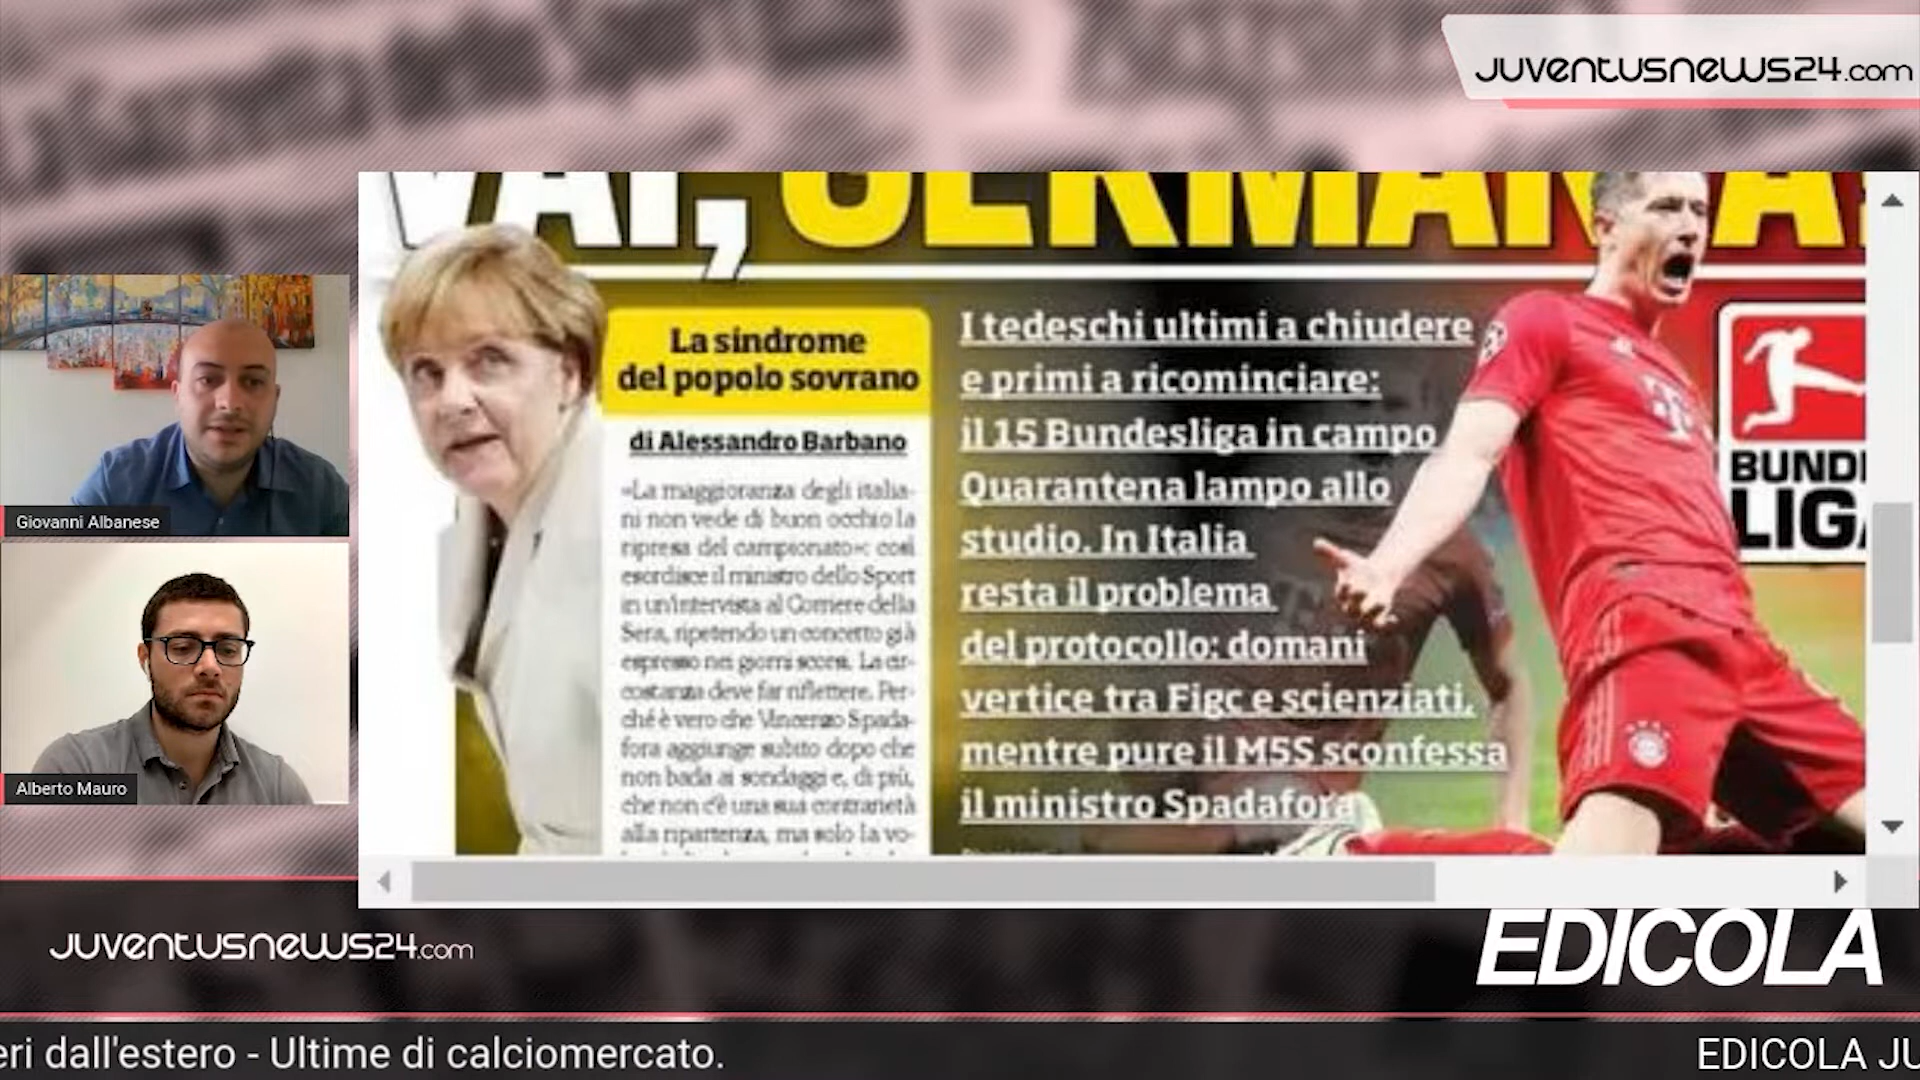 juventusnews24.com
VAI, GERMANIA!
La sindrome
del popolo sovrano
di Alessandro Barbano
«La maggioranza degli italia-
ni non vede di buon occhio la
ripresa del campionato»: così
esordisce il ministro dello Sport
in un'intervista al Corriere della
Sera, ripetendo un concetto già
espresso nei giorni scorsi. La cir-
costanza deve far riflettere. Per-
ché è vero che Vincenzo Spada-
fora aggiunge subito dopo che
non bada ai sondaggi e, di più,
che non c'è una sua contrarietà
alla ripartenza, ma solo la vo-
I tedeschi ultimi a chiudere
e primi a ricominciare:
il 15 Bundesliga in campo
Quarantena lampo allo
studio. In Italia
resta il problema
del protocollo: domani
vertice tra Figc e scienziati,
mentre pure il M5S sconfessa
il ministro Spadafora
BUNDE
LIGA
Giovanni Albanese
Alberto Mauro
juventusnews24.com
EDICOLA
eri dall'estero - Ultime di calciomercato.
EDICOLA JU